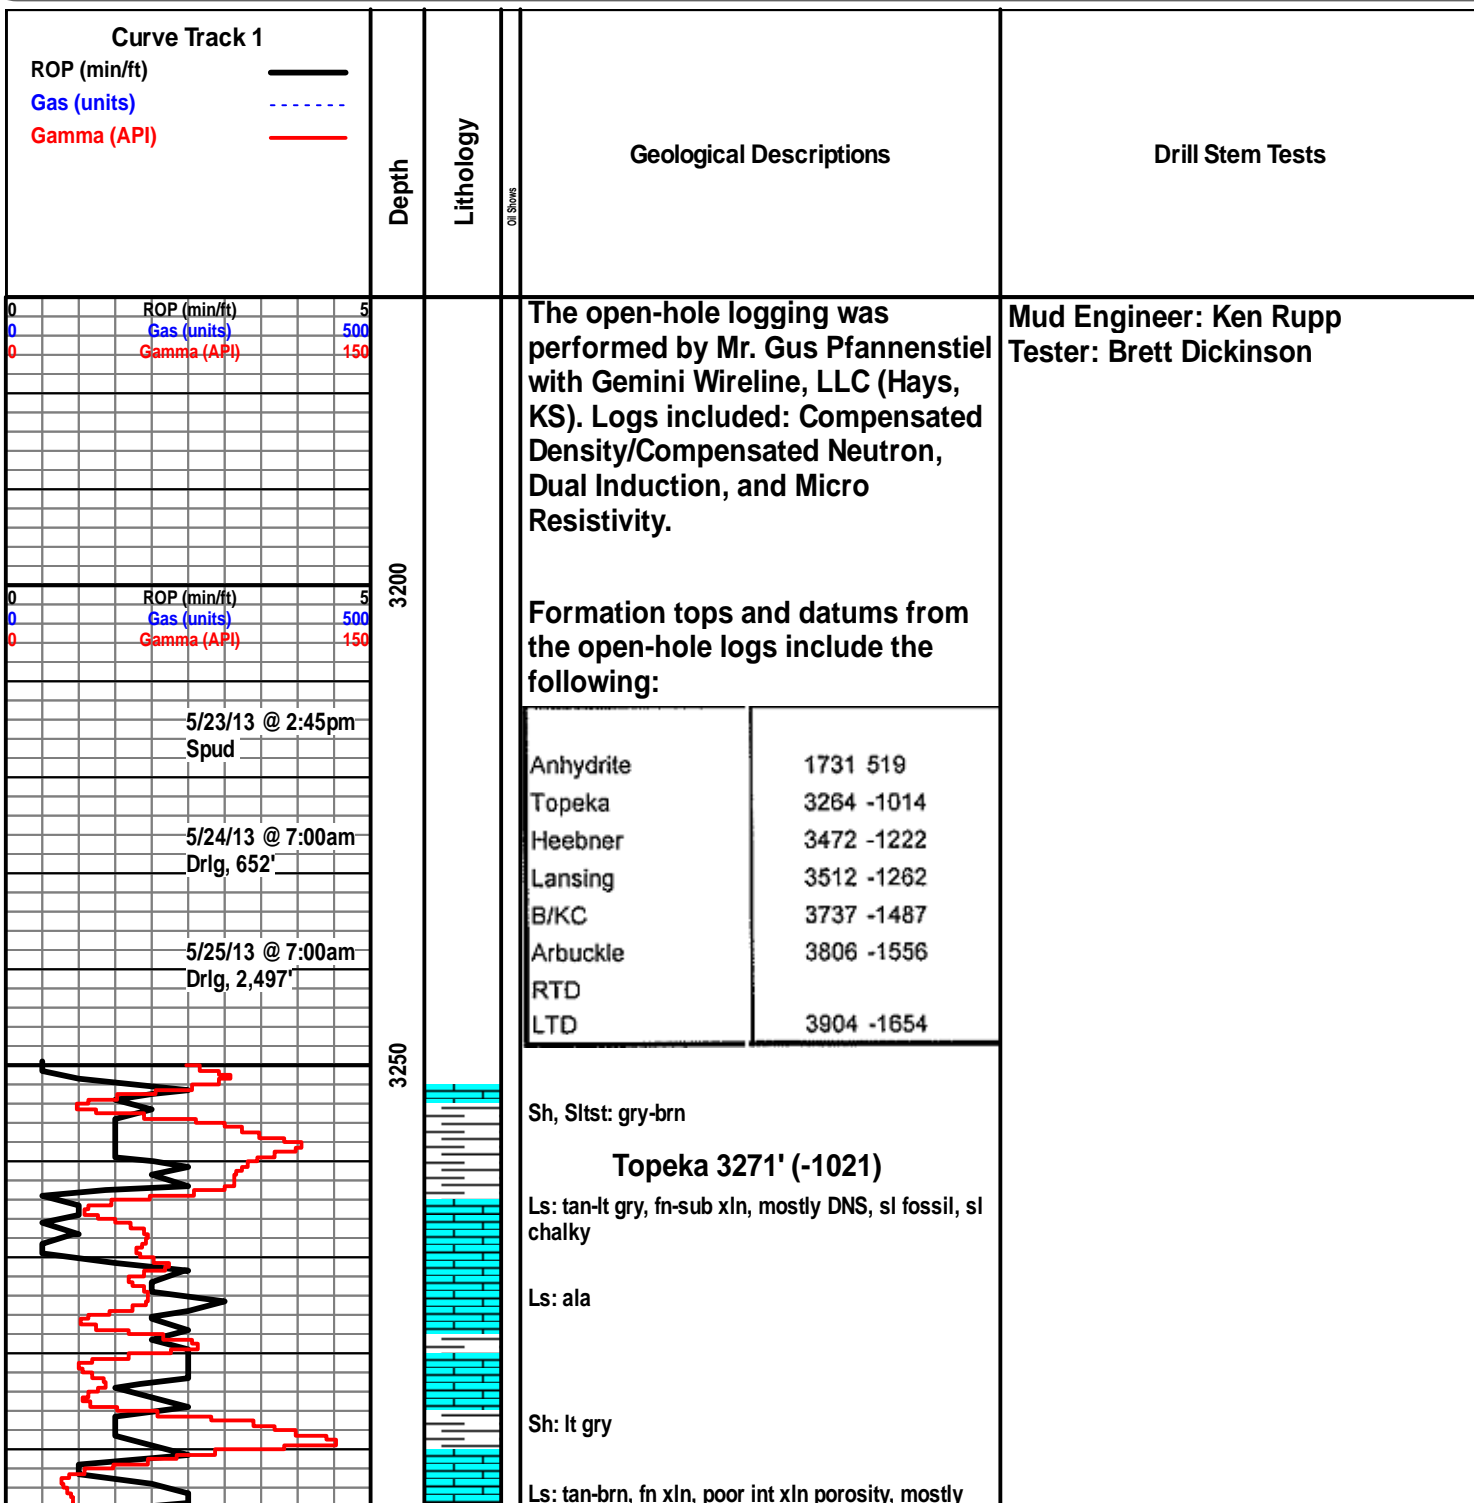 Curve Track 1
ROP (min/ft)
Gas (units)
Gamma (API)
Depth
Lithology
Oil Shows
Geological Descriptions
Drill Stem Tests
0 ROP (min/ft) 5
0 Gas (units) 500
0 Gamma (API) 150
The open-hole logging was
performed by Mr. Gus Pfannenstiel
with Gemini Wireline, LLC (Hays,
KS). Logs included: Compensated
Density/Compensated Neutron,
Dual Induction, and Micro
Resistivity.
Mud Engineer: Ken Rupp
Tester: Brett Dickinson
3200
0 ROP (min/ft) 5
0 Gas (units) 500
0 Gamma (API) 150
Formation tops and datums from
the open-hole logs include the
following:
5/23/13 @ 2:45pm
Spud
5/24/13 @ 7:00am
Drlg, 652'
5/25/13 @ 7:00am
Drlg, 2,497'
Anhydrite 1731 519
Topeka 3264 -1014
Heebner 3472 -1222
Lansing 3512 -1262
B/KC 3737 -1487
Arbuckle 3806 -1556
RTD
LTD 3904 -1654
3250
Sh, Sltst: gry-brn
Topeka 3271' (-1021)
Ls: tan-lt gry, fn-sub xln, mostly DNS, sl fossil, sl
chalky
Ls: ala
Sh: lt gry
Ls: tan-brn, fn xln, poor int xln porosity, mostly